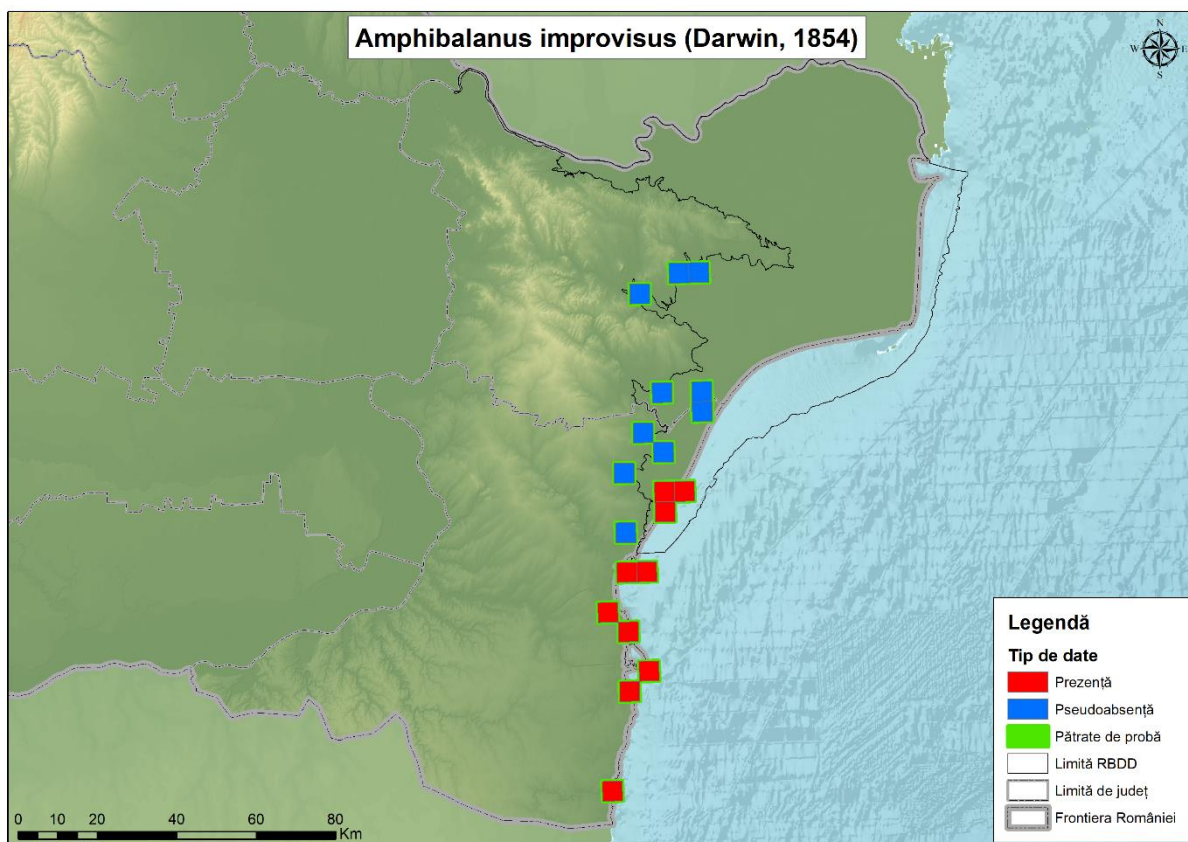 Amphibalanus improvisus (Darwin, 1854)
N
W E
S
Legendă
Tip de date
Prezență
Pseudoabsență
Pătrate de probă
Limită RBDD
Limită de județ
Frontiera României
0 10 20 40 60 80
Km